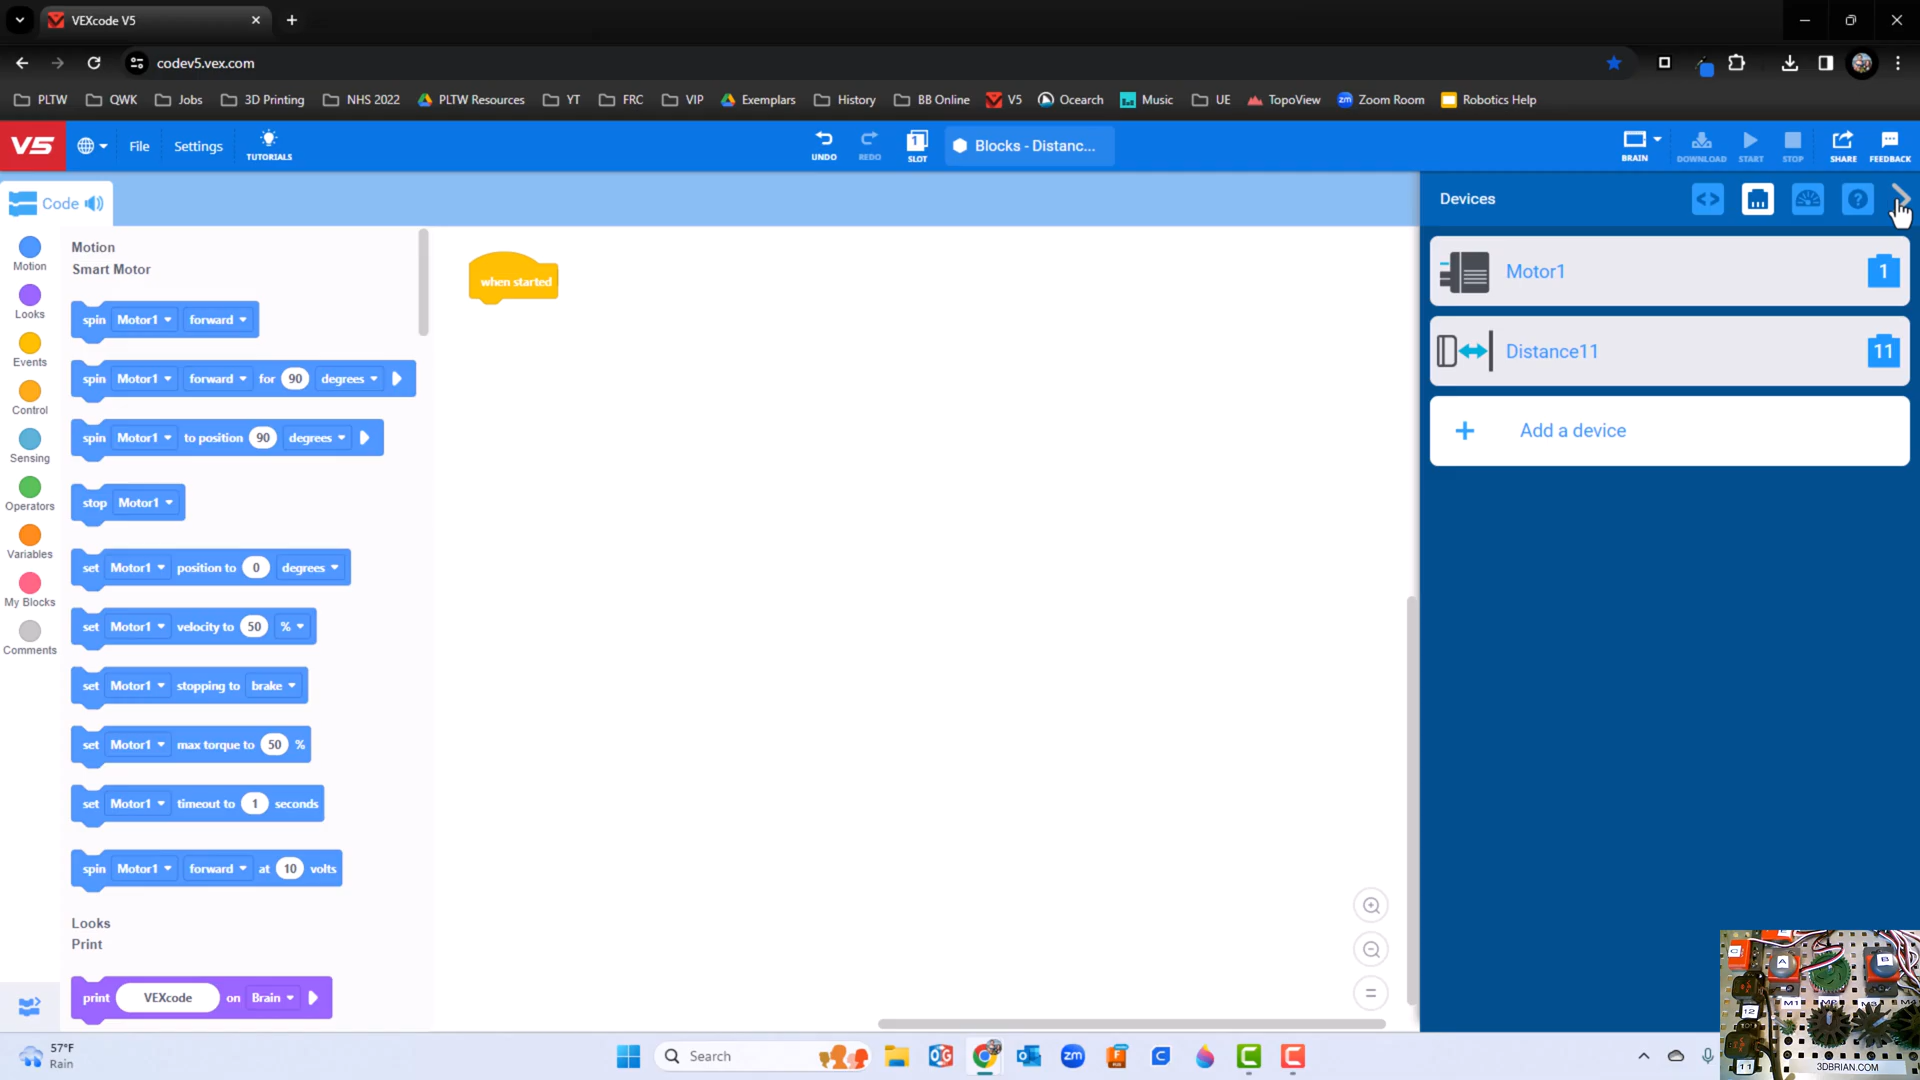 VEXcode V5
codev5.vex.com
PLTW QWK Jobs 3D Printing NHS 2022 PLTW Resources YT FRC VIP Exemplars History BB Online V5 Ocearch Music UE TopoView Zoom Room Robotics Help
V5 File Settings TUTORIALS UNDO REDO 1 SLOT Blocks - Distanc... BRAIN DOWNLOAD START STOP SHARE FEEDBACK
Code
Devices
Motion
Looks
Events
Control
Sensing
Operators
Variables
My Blocks
Comments
Motion
Smart Motor
spin Motor1 forward
spin Motor1 forward for 90 degrees
spin Motor1 to position 90 degrees
stop Motor1
set Motor1 position to 0 degrees
set Motor1 velocity to 50 %
set Motor1 stopping to brake
set Motor1 max torque to 50 %
set Motor1 timeout to 1 seconds
spin Motor1 forward at 10 volts
Looks
Print
print VEXcode on Brain
when started
Motor1 1
Distance11 11
+ Add a device
A B
M1
12
11
3DBRIAN.COM
57°F
Rain
Search